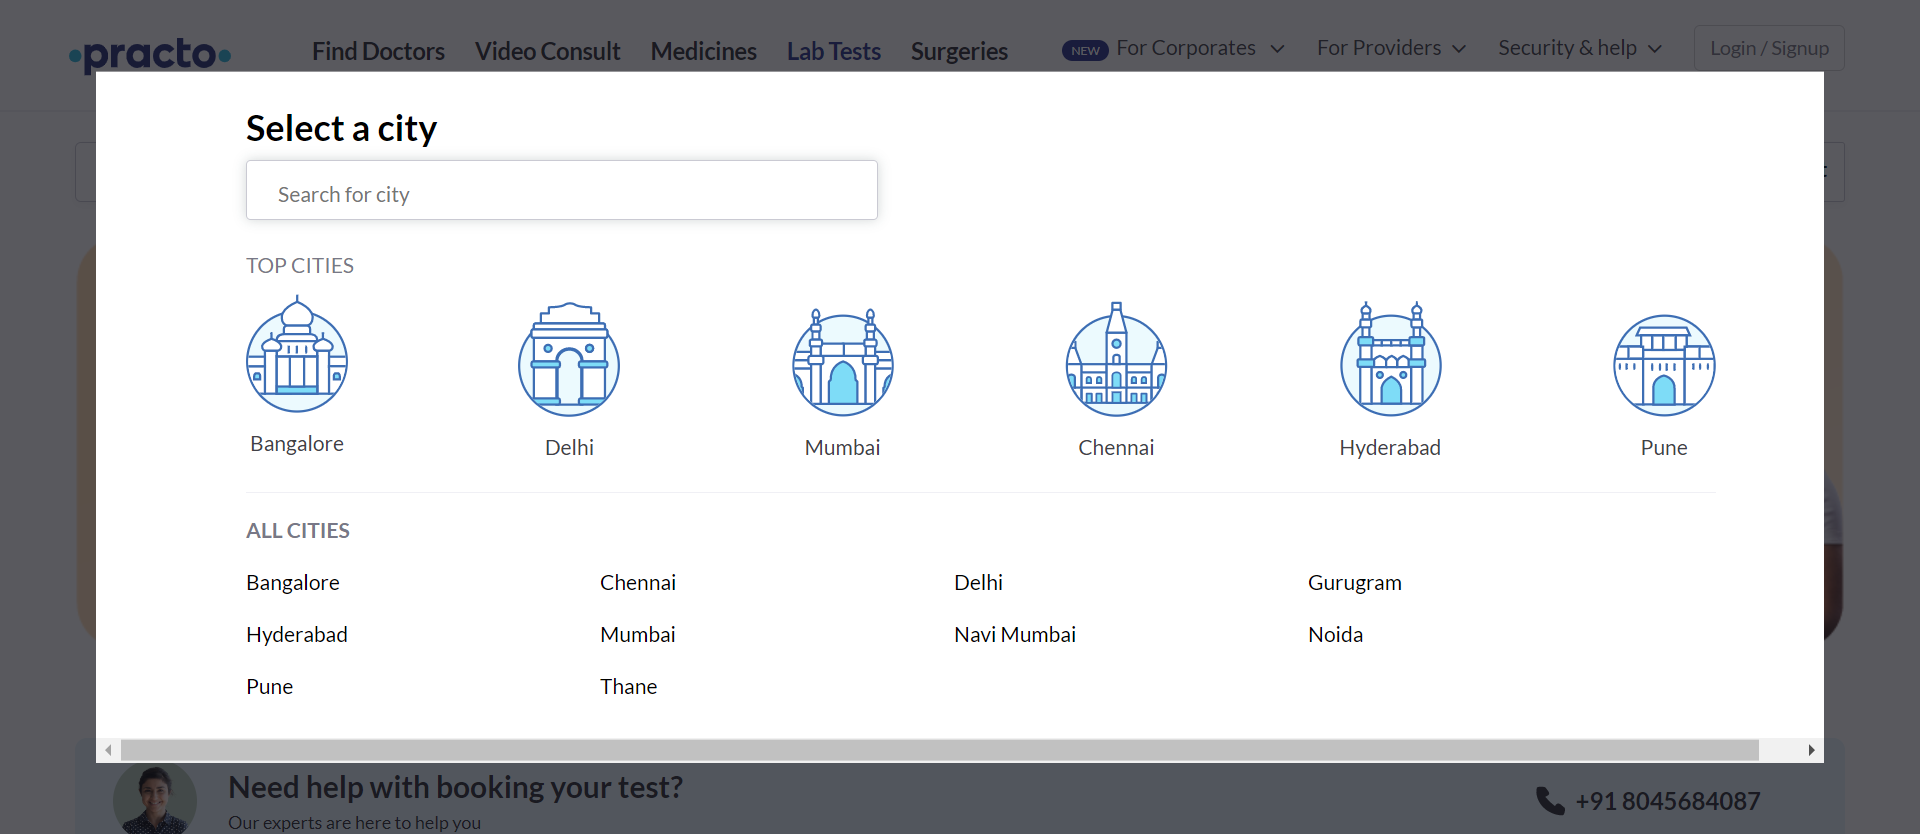 practo
Find Doctors Video Consult Medicines Lab Tests Surgeries NEW For Corporates For Providers Security & help Login / Signup
Select a city
Search for city
TOP CITIES
Bangalore Delhi Mumbai Chennai Hyderabad Pune
ALL CITIES
Bangalore Chennai Delhi Gurugram
Hyderabad Mumbai Navi Mumbai Noida
Pune Thane
Need help with booking your test?
Our experts are here to help you
+91 8045684087